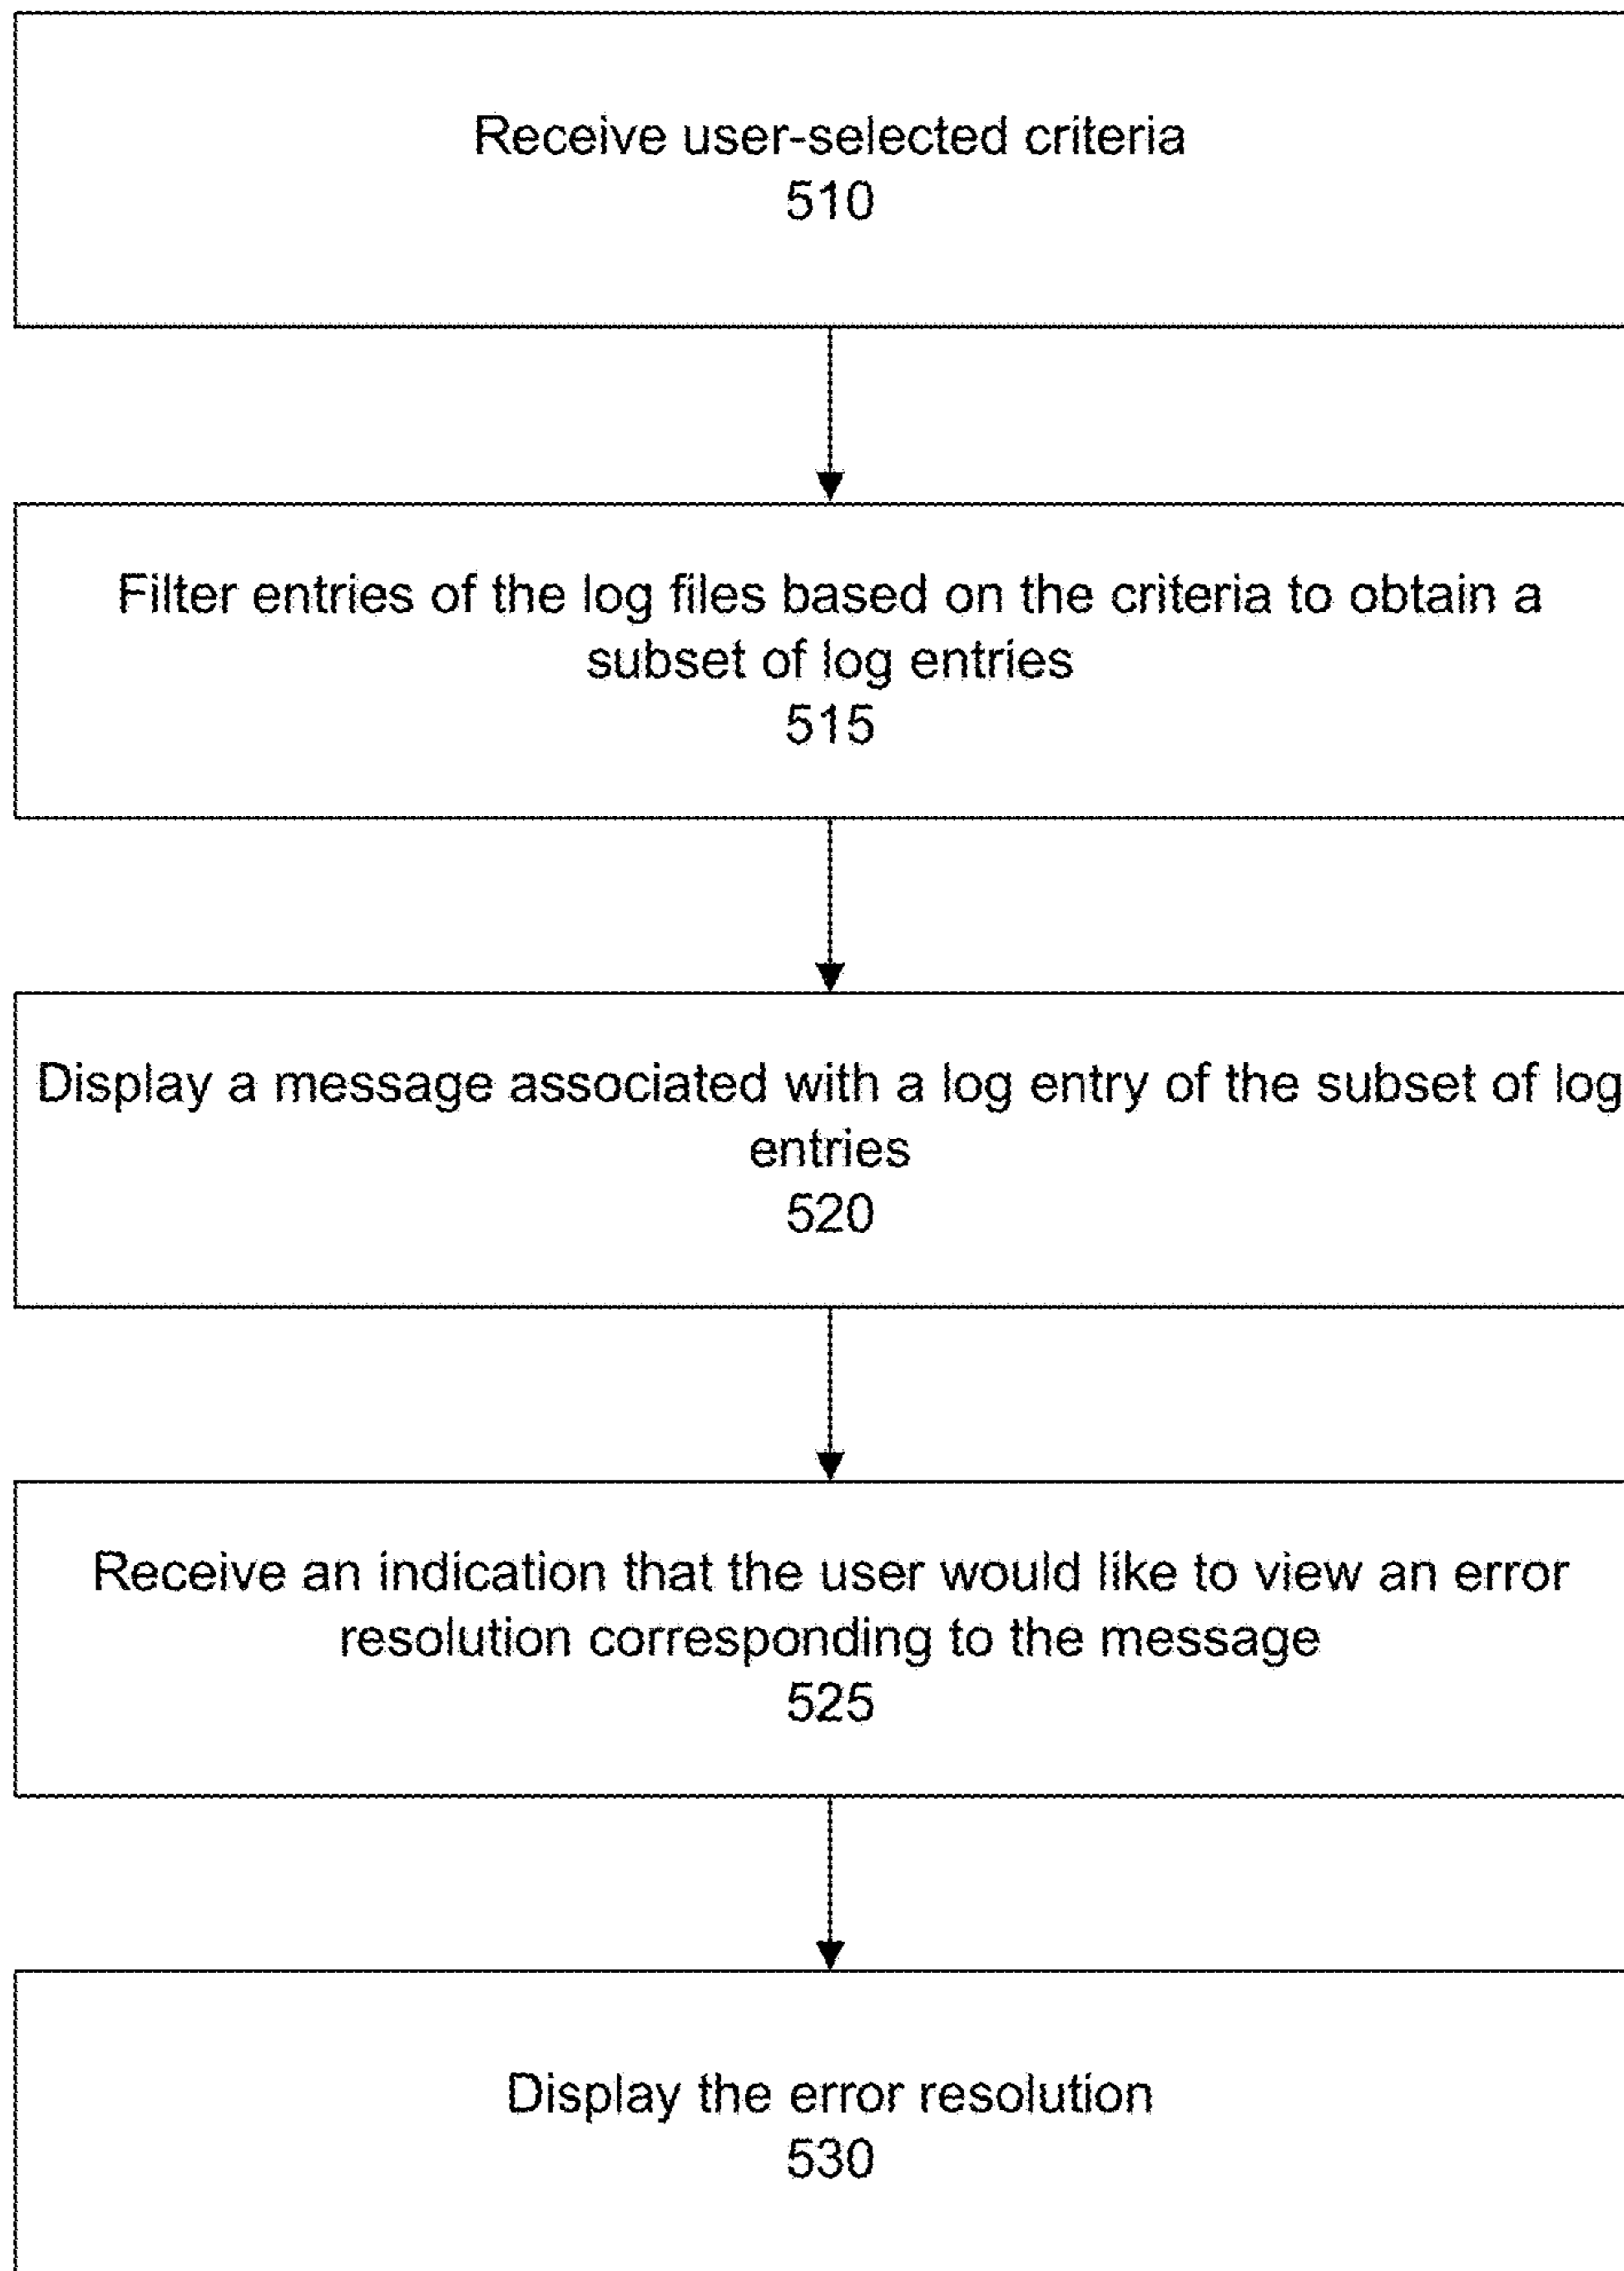 Receive user-selected criteria
510
Filter entries of the log files based on the criteria to obtain a
subset of log entries
515
Display a message associated with a log entry of the subset of log
entries
520
Receive an indication that the user would like to view an error
resolution corresponding to the message
525
Display the error resolution
530